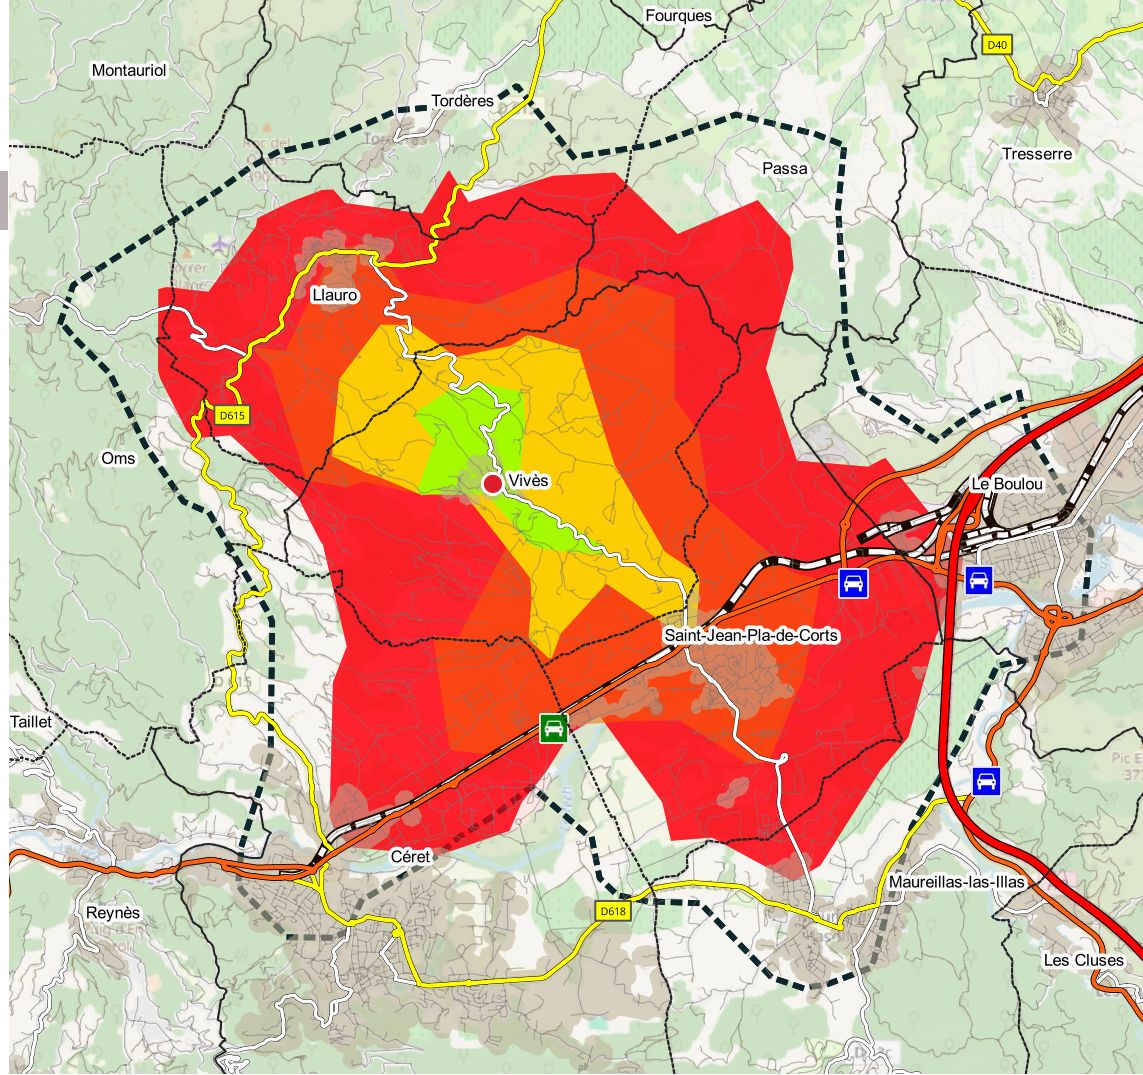 Fourques
D40
Montauriol
Tordères
Tresserre
Passa
Llauro
D615
Oms
Vivès
Le Boulou
Saint-Jean-Pla-de-Corts
Taillet
Céret
Maureillas-las-Illas
D618
Reynès
Les Cluses